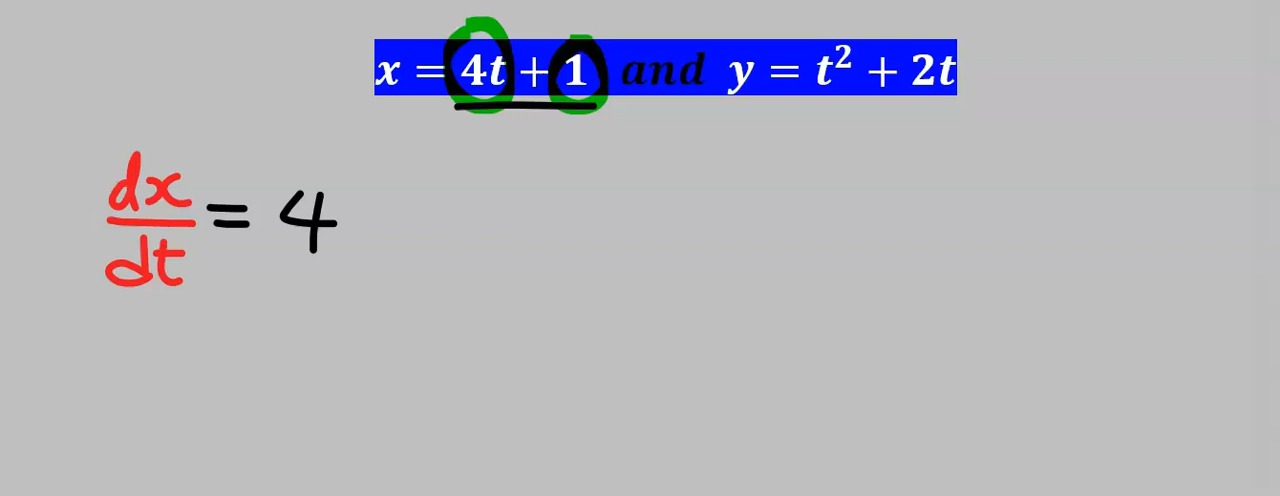 x = 4t + 1 and y = t² + 2t
dx/dt = 4